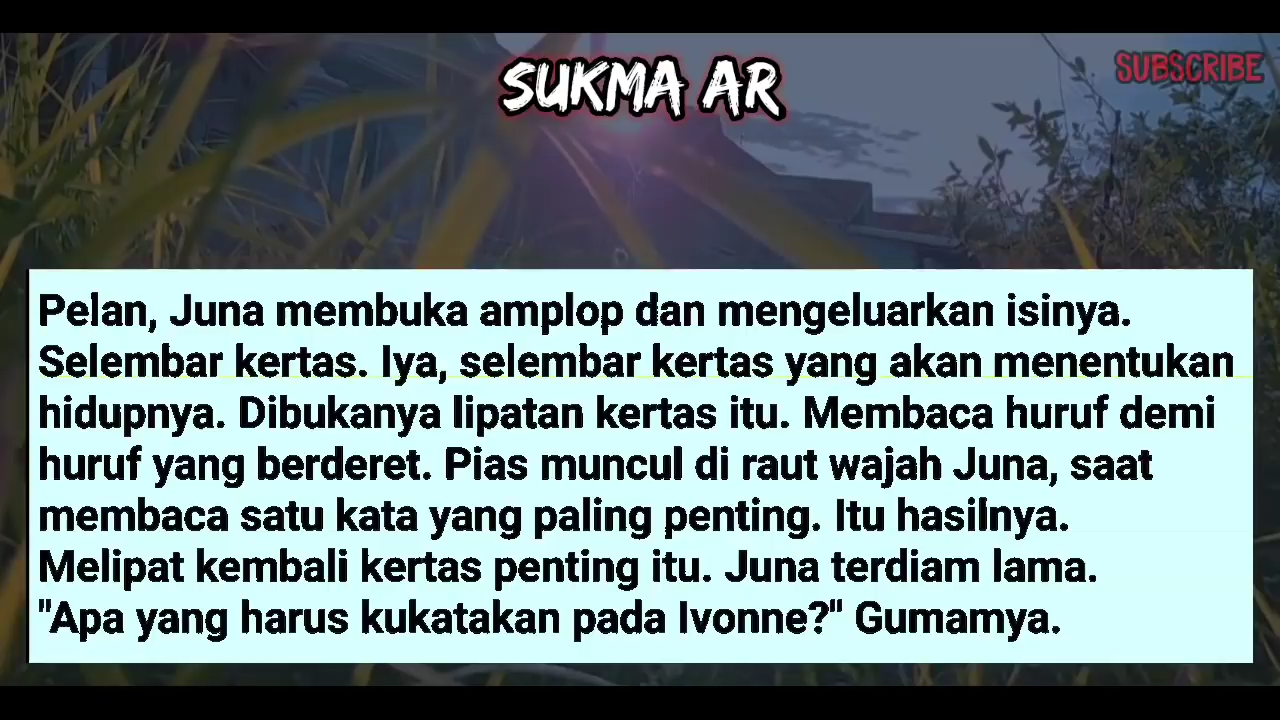 SUKMA AR
SUBSCRIBE
Pelan, Juna membuka amplop dan mengeluarkan isinya.
Selembar kertas. Iya, selembar kertas yang akan menentukan
hidupnya. Dibukanya lipatan kertas itu. Membaca huruf demi
huruf yang berderet. Pias muncul di raut wajah Juna, saat
membaca satu kata yang paling penting. Itu hasilnya.
Melipat kembali kertas penting itu. Juna terdiam lama.
"Apa yang harus kukatakan pada Ivonne?" Gumamya.